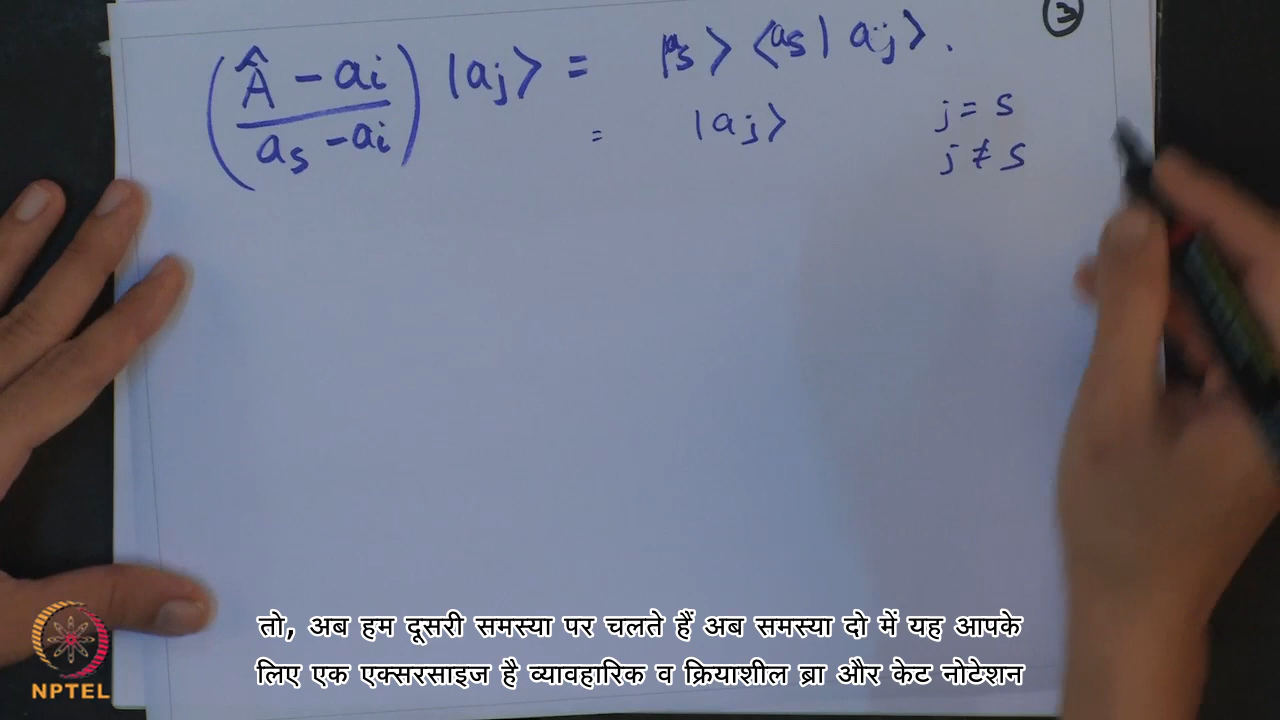 ③
(Â - ai / as - ai) |aj> = |as> <as| aj>.
= |aj> j = s
j ≠ s
तो, अब हम दूसरी समस्या पर चलते हैं अब समस्या दो में यह आपके
लिए एक एक्सरसाइज है व्यावहारिक व क्रियाशील ब्रा और केट नोटेशन
NPTEL